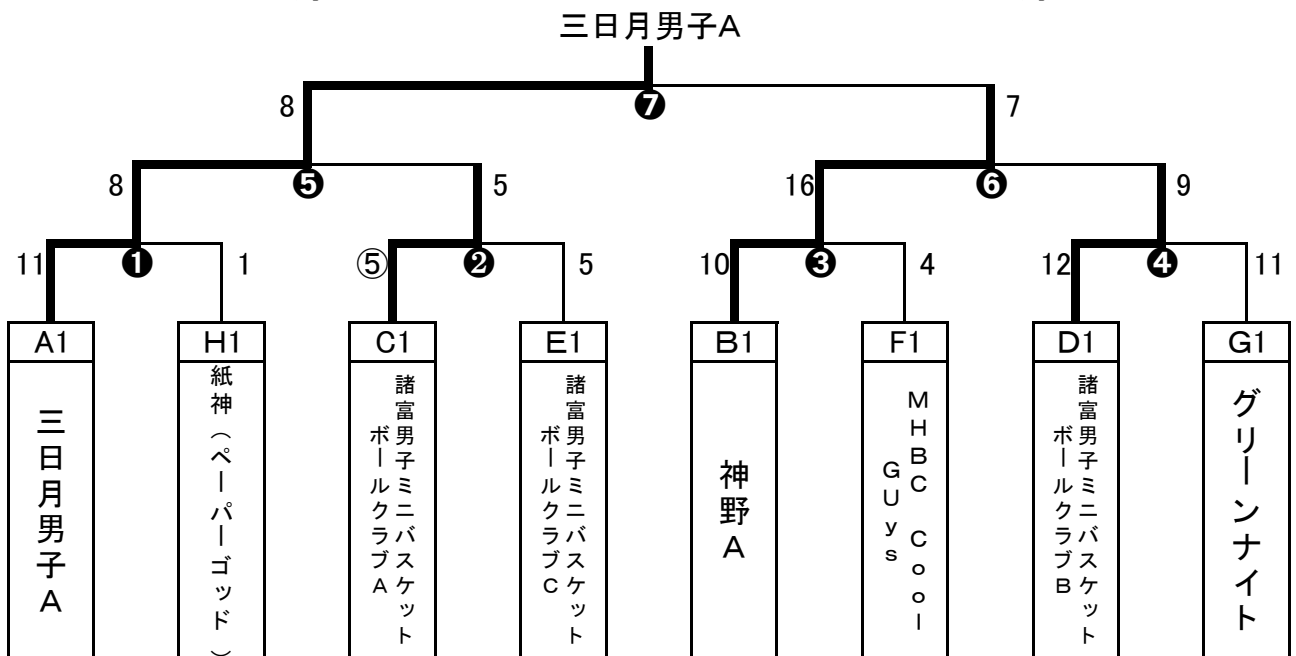 三日月男子A
8
❼
7
8
❺
5
16
❻
9
11
❶
1
⑤
❷
5
10
❸
4
12
❹
11
A1
H1
C1
E1
B1
F1
D1
G1
三日月男子A
紙神（ペーパーゴッド）
諸富男子ミニバスケット
ボールクラブA
諸富男子ミニバスケット
ボールクラブC
神野A
MHBC Cool
GUys
諸富男子ミニバスケット
ボールクラブB
グリーンナイト